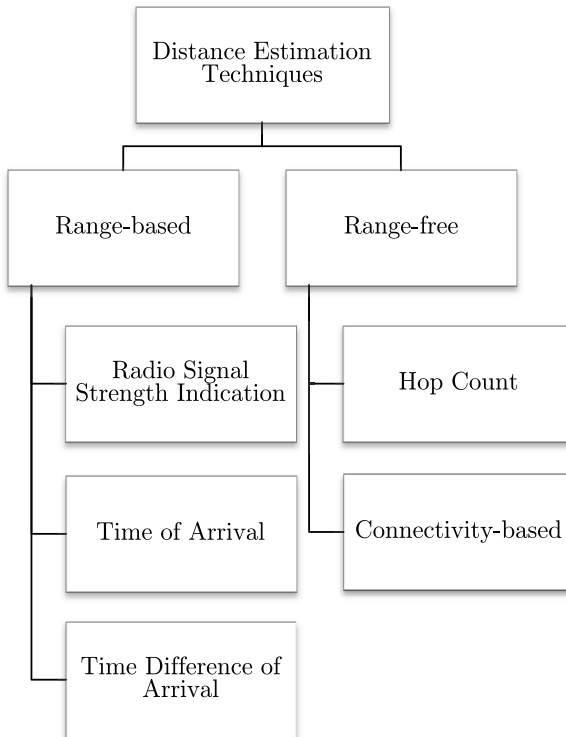 Distance Estimation
Techniques
Range-based
Range-free
Radio Signal
Strength Indication
Hop Count
Time of Arrival
Connectivity-based
Time Difference of
Arrival